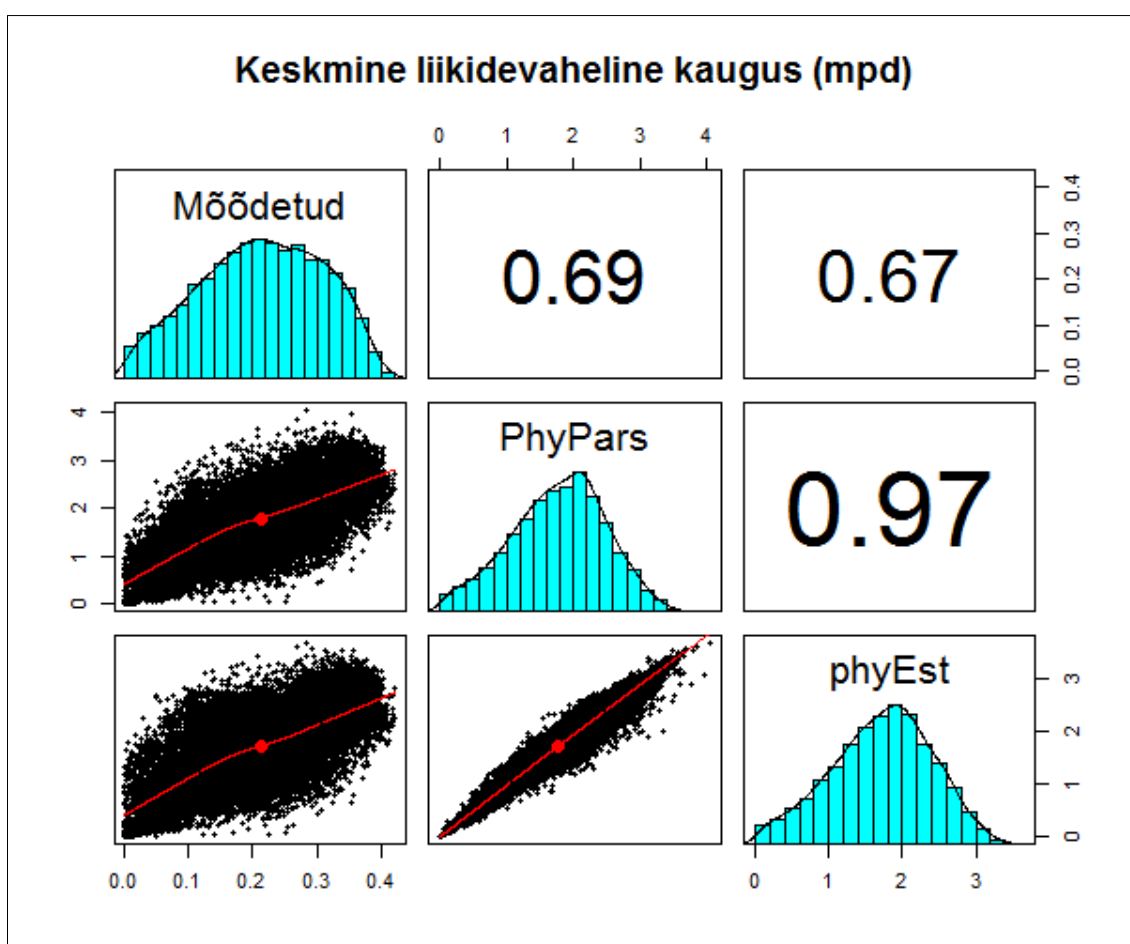 Keskmine liikidevaheline kaugus (mpd)
0 1 2 3 4
Mõõdetud
0.69
0.67
0.4
0.3
0.2
0.1
0.0
4
3
2
1
0
PhyPars
0.97
phyEst
3
2
1
0
0.0 0.1 0.2 0.3 0.4
0 1 2 3